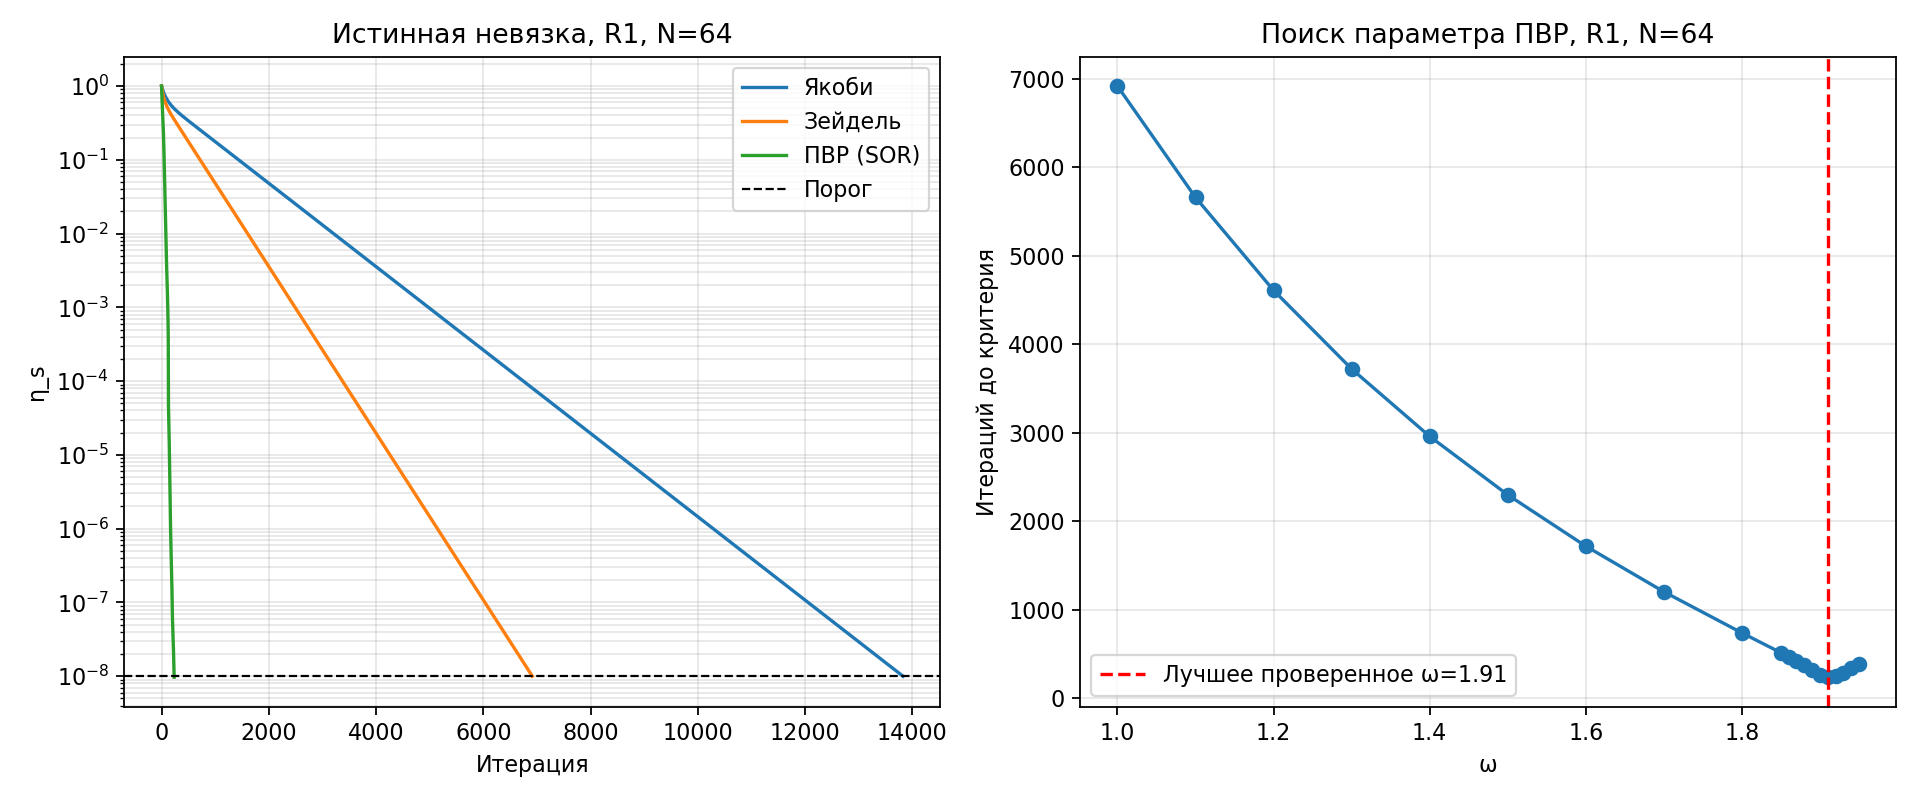 Истинная невязка, R1, N=64
η_s
10⁰
10⁻¹
10⁻²
10⁻³
10⁻⁴
10⁻⁵
10⁻⁶
10⁻⁷
10⁻⁸
Якоби
Зейдель
ПВР (SOR)
Порог
0 2000 4000 6000 8000 10000 12000 14000
Итерация
Поиск параметра ПВР, R1, N=64
Итераций до критерия
7000
6000
5000
4000
3000
2000
1000
0
Лучшее проверенное ω=1.91
1.0 1.2 1.4 1.6 1.8
ω